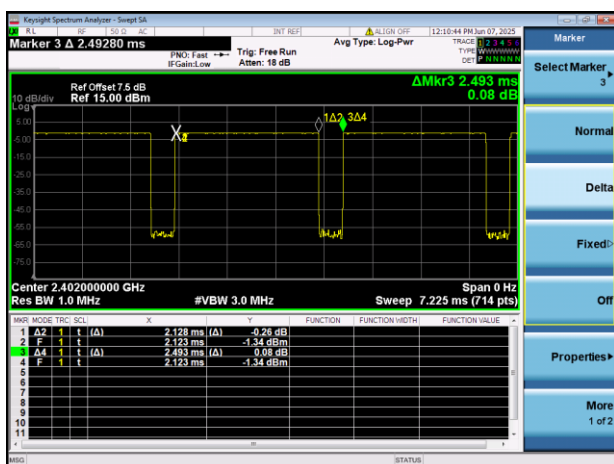 Keysight Spectrum Analyzer - Swept SA
RL RF 50 Ω AC INT REF ALIGN OFF 12:10:44 PM Jun 07, 2025
Marker 3 Δ 2.49280 ms
PNO: Fast
IFGain:Low
Trig: Free Run
Atten: 18 dB
Avg Type: Log-Pwr
TRACE 1 2 3 4 5 6
TYPE WWWWWW
DET P N N N N N
Marker
Select Marker
3
Normal
Delta
Fixed
Off
Properties
More
1 of 2
Ref Offset 7.5 dB
Ref 15.00 dBm
10 dB/div
Log
ΔMkr3 2.493 ms
0.08 dB
5.00
-5.00
-15.0
-25.0
-35.0
-45.0
-55.0
-65.0
-75.0
1Δ2 3Δ4
Center 2.402000000 GHz
Span 0 Hz
Res BW 1.0 MHz
#VBW 3.0 MHz
Sweep 7.225 ms (714 pts)
MKR MODE TRC SCL X Y FUNCTION FUNCTION WIDTH FUNCTION VALUE
1 Δ2 1 t (Δ) 2.128 ms (Δ) -0.26 dB
2 F 1 t 2.123 ms -1.34 dBm
3 Δ4 1 t (Δ) 2.493 ms (Δ) 0.08 dB
4 F 1 t 2.123 ms -1.34 dBm
5
6
7
8
9
10
11
MSG
STATUS